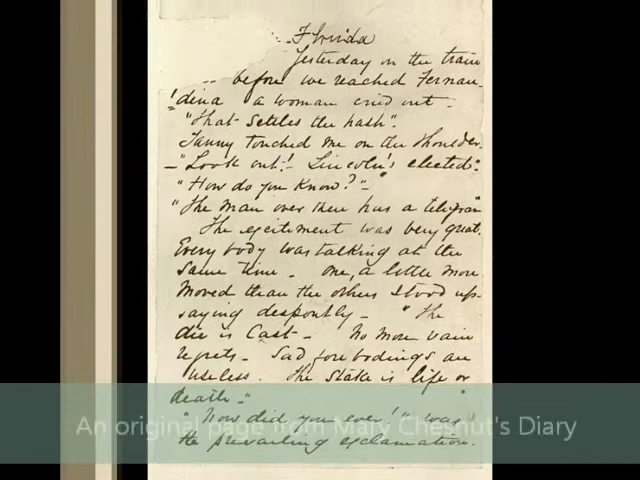 Florida
Yesterday on the train
before we reached Fernan-
dina a woman cried out -
"That settles the hash".
Tanny touched me on the shoulder.
- "Look out! - Lincoln's elected".
"How do you know?" -
"The man over there has a telegram"
The excitement was very great.
Every body was talking at the
same time - One, a little more
moved than the others stood up -
saying despontly - "The
die is Cast - No more vain
regrets - Sad forebodings are
useless. The stake is life or
death -"
"How did you ever!" was
the prevailing exclamation.
An original page from Mary Chesnut's Diary